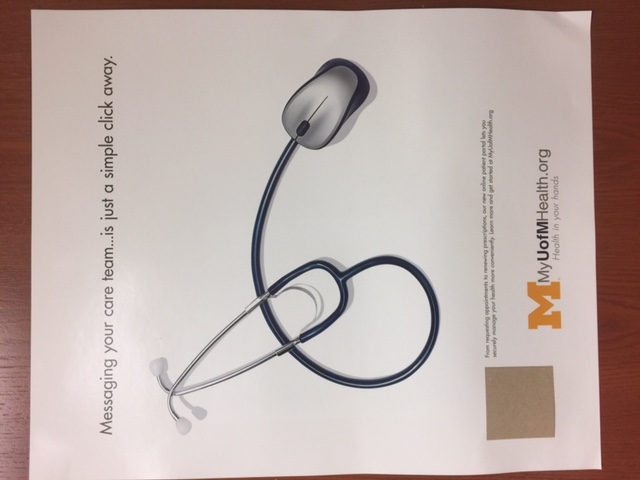 Messaging your care team...is just a simple click away.
From requesting appointments to renewing prescriptions, our new online patient portal lets you
securely manage your health more conveniently. Learn more and get started at MyUofMHealth.org
M MyUofMHealth.org
Health in your hands